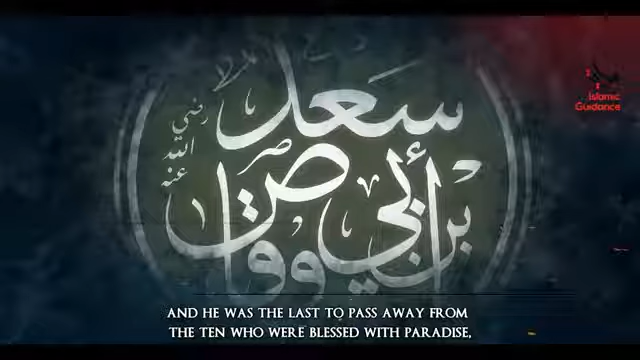 سعد
بن أبي وقاص
رضي
الله
عنه
Islamic
Guidance
AND HE WAS THE LAST TO PASS AWAY FROM
THE TEN WHO WERE BLESSED WITH PARADISE,